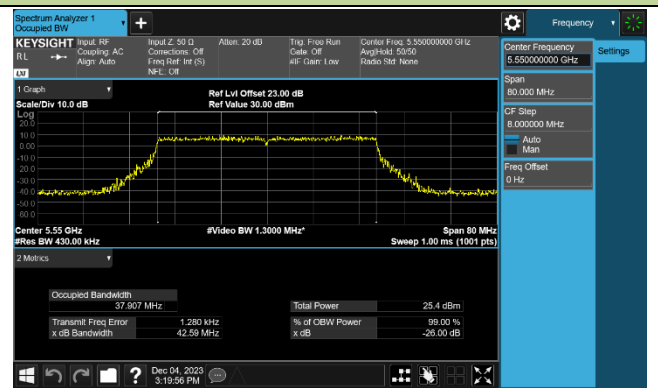 Spectrum Analyzer 1
Occupied BW
Frequency
KEYSIGHT
Input: RF
Input Z: 50 Ω
Atten: 20 dB
Trig: Free Run
Center Freq: 5.550000000 GHz
RL
Coupling: AC
Corrections: Off
Gate: Off
Avg|Hold: 50/50
Align: Auto
Freq Ref: Int (S)
#IF Gain: Low
Radio Std: None
LXI
NFE: Off
Center Frequency
5.550000000 GHz
Settings
Span
80.000 MHz
CF Step
8.000000 MHz
Auto
Man
Freq Offset
0 Hz
1 Graph
Scale/Div 10.0 dB
Ref Lvl Offset 23.00 dB
Ref Value 30.00 dBm
Log
20.0
10.0
0.00
-10.0
-20.0
-30.0
-40.0
-50.0
-60.0
Center 5.55 GHz
#Video BW 1.3000 MHz*
Span 80 MHz
#Res BW 430.00 kHz
Sweep 1.00 ms (1001 pts)
2 Metrics
Occupied Bandwidth
37.907 MHz
Total Power
25.4 dBm
Transmit Freq Error
1.280 kHz
% of OBW Power
99.00 %
x dB Bandwidth
42.59 MHz
x dB
-26.00 dB
?
Dec 04, 2023
3:19:56 PM